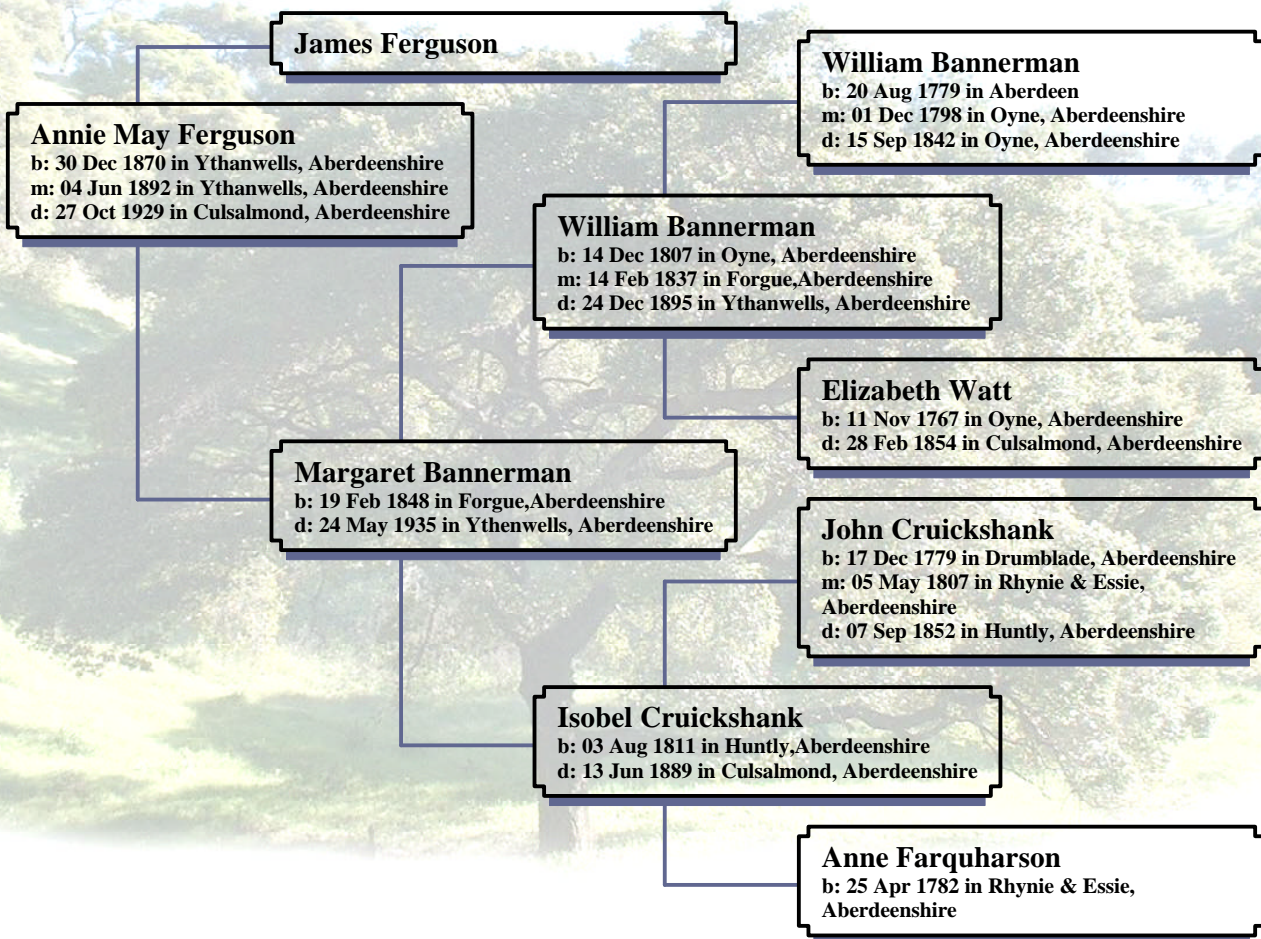 James Ferguson
William Bannerman
b: 20 Aug 1779 in Aberdeen
m: 01 Dec 1798 in Oyne, Aberdeenshire
d: 15 Sep 1842 in Oyne, Aberdeenshire
Annie May Ferguson
b: 30 Dec 1870 in Ythanwells, Aberdeenshire
m: 04 Jun 1892 in Ythanwells, Aberdeenshire
d: 27 Oct 1929 in Culsalmond, Aberdeenshire
William Bannerman
b: 14 Dec 1807 in Oyne, Aberdeenshire
m: 14 Feb 1837 in Forgue,Aberdeenshire
d: 24 Dec 1895 in Ythanwells, Aberdeenshire
Elizabeth Watt
b: 11 Nov 1767 in Oyne, Aberdeenshire
d: 28 Feb 1854 in Culsalmond, Aberdeenshire
Margaret Bannerman
b: 19 Feb 1848 in Forgue,Aberdeenshire
d: 24 May 1935 in Ythenwells, Aberdeenshire
John Cruickshank
b: 17 Dec 1779 in Drumblade, Aberdeenshire
m: 05 May 1807 in Rhynie & Essie,
Aberdeenshire
d: 07 Sep 1852 in Huntly, Aberdeenshire
Isobel Cruickshank
b: 03 Aug 1811 in Huntly,Aberdeenshire
d: 13 Jun 1889 in Culsalmond, Aberdeenshire
Anne Farquharson
b: 25 Apr 1782 in Rhynie & Essie,
Aberdeenshire